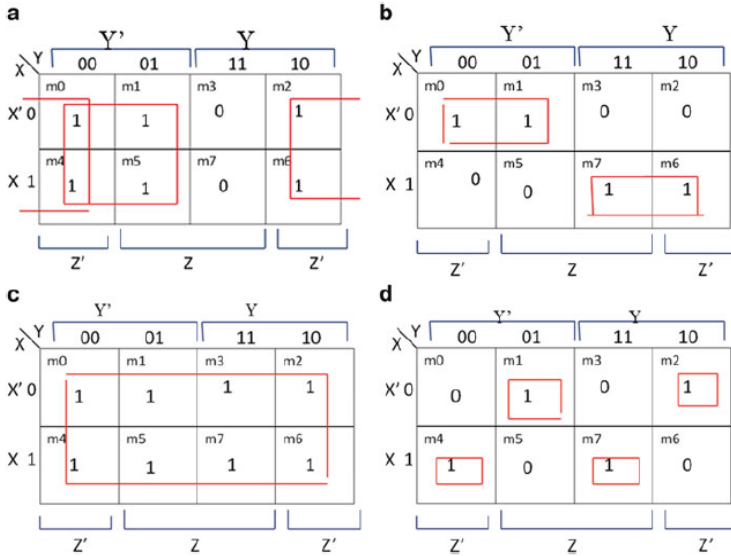 a
Y’ Y
Y 00 01 11 10
X
m0 m1 m3 m2
X’ 0 1 1 0 1
m4 m5 m7 m6
X 1 1 1 0 1
Z’ Z Z’
b
Y’ Y
Y 00 01 11 10
X
m0 m1 m3 m2
X’ 0 1 1 0 0
m4 m5 m7 m6
X 1 0 0 1 1
Z’ Z Z’
c
Y’ Y
Y 00 01 11 10
X
m0 m1 m3 m2
X’ 0 1 1 1 1
m4 m5 m7 m6
X 1 1 1 1 1
Z’ Z Z’
d
Y’ Y
Y 00 01 11 10
X
m0 m1 m3 m2
X’ 0 0 1 0 1
m4 m5 m7 m6
X 1 1 0 1 0
Z’ Z Z’